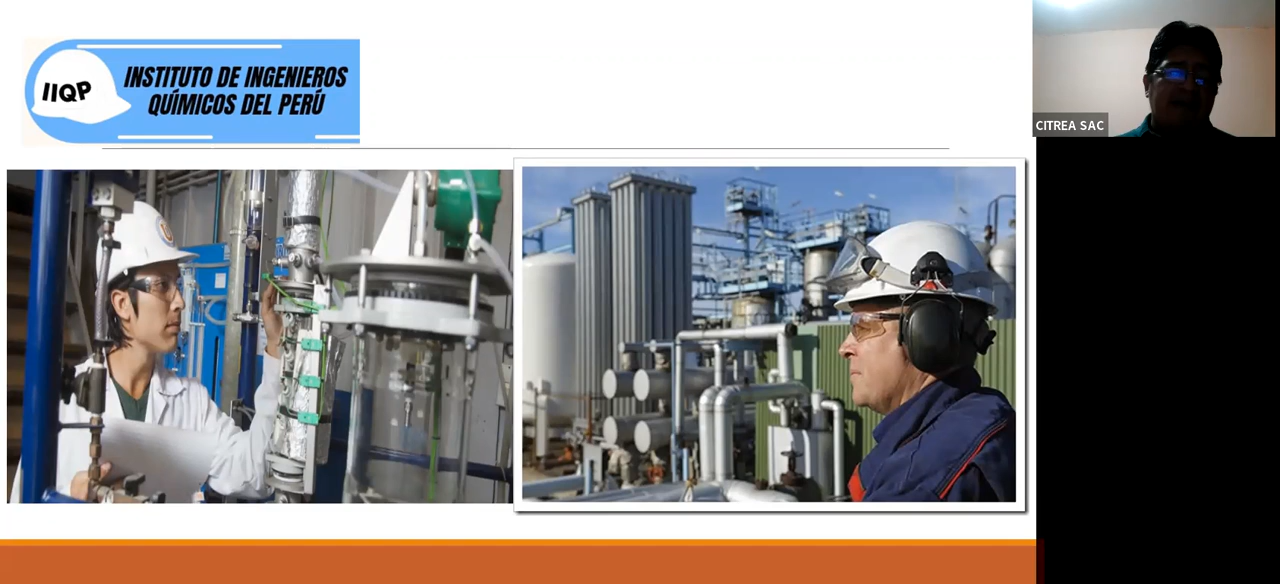 IIQP
INSTITUTO DE INGENIEROS
QUÍMICOS DEL PERÚ
CITREA SAC